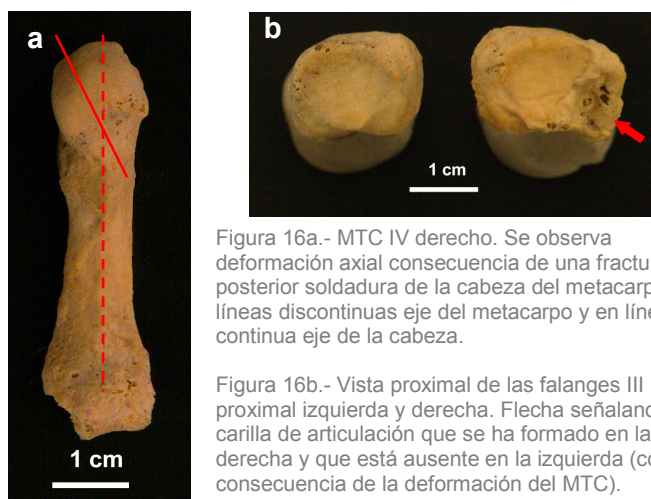 a
b
1 cm
1 cm
Figura 16a.- MTC IV derecho. Se observa
deformación axial consecuencia de una
posterior soldadura de la cabeza del
líneas discontinuas eje del metacarpo y en
continua eje de la cabeza.
Figura 16b.- Vista proximal de las falanges III
proximal izquierda y derecha. Flecha
carilla de articulación que se ha formado en la
derecha y que está ausente en la izquierda
consecuencia de la deformación del MTC).